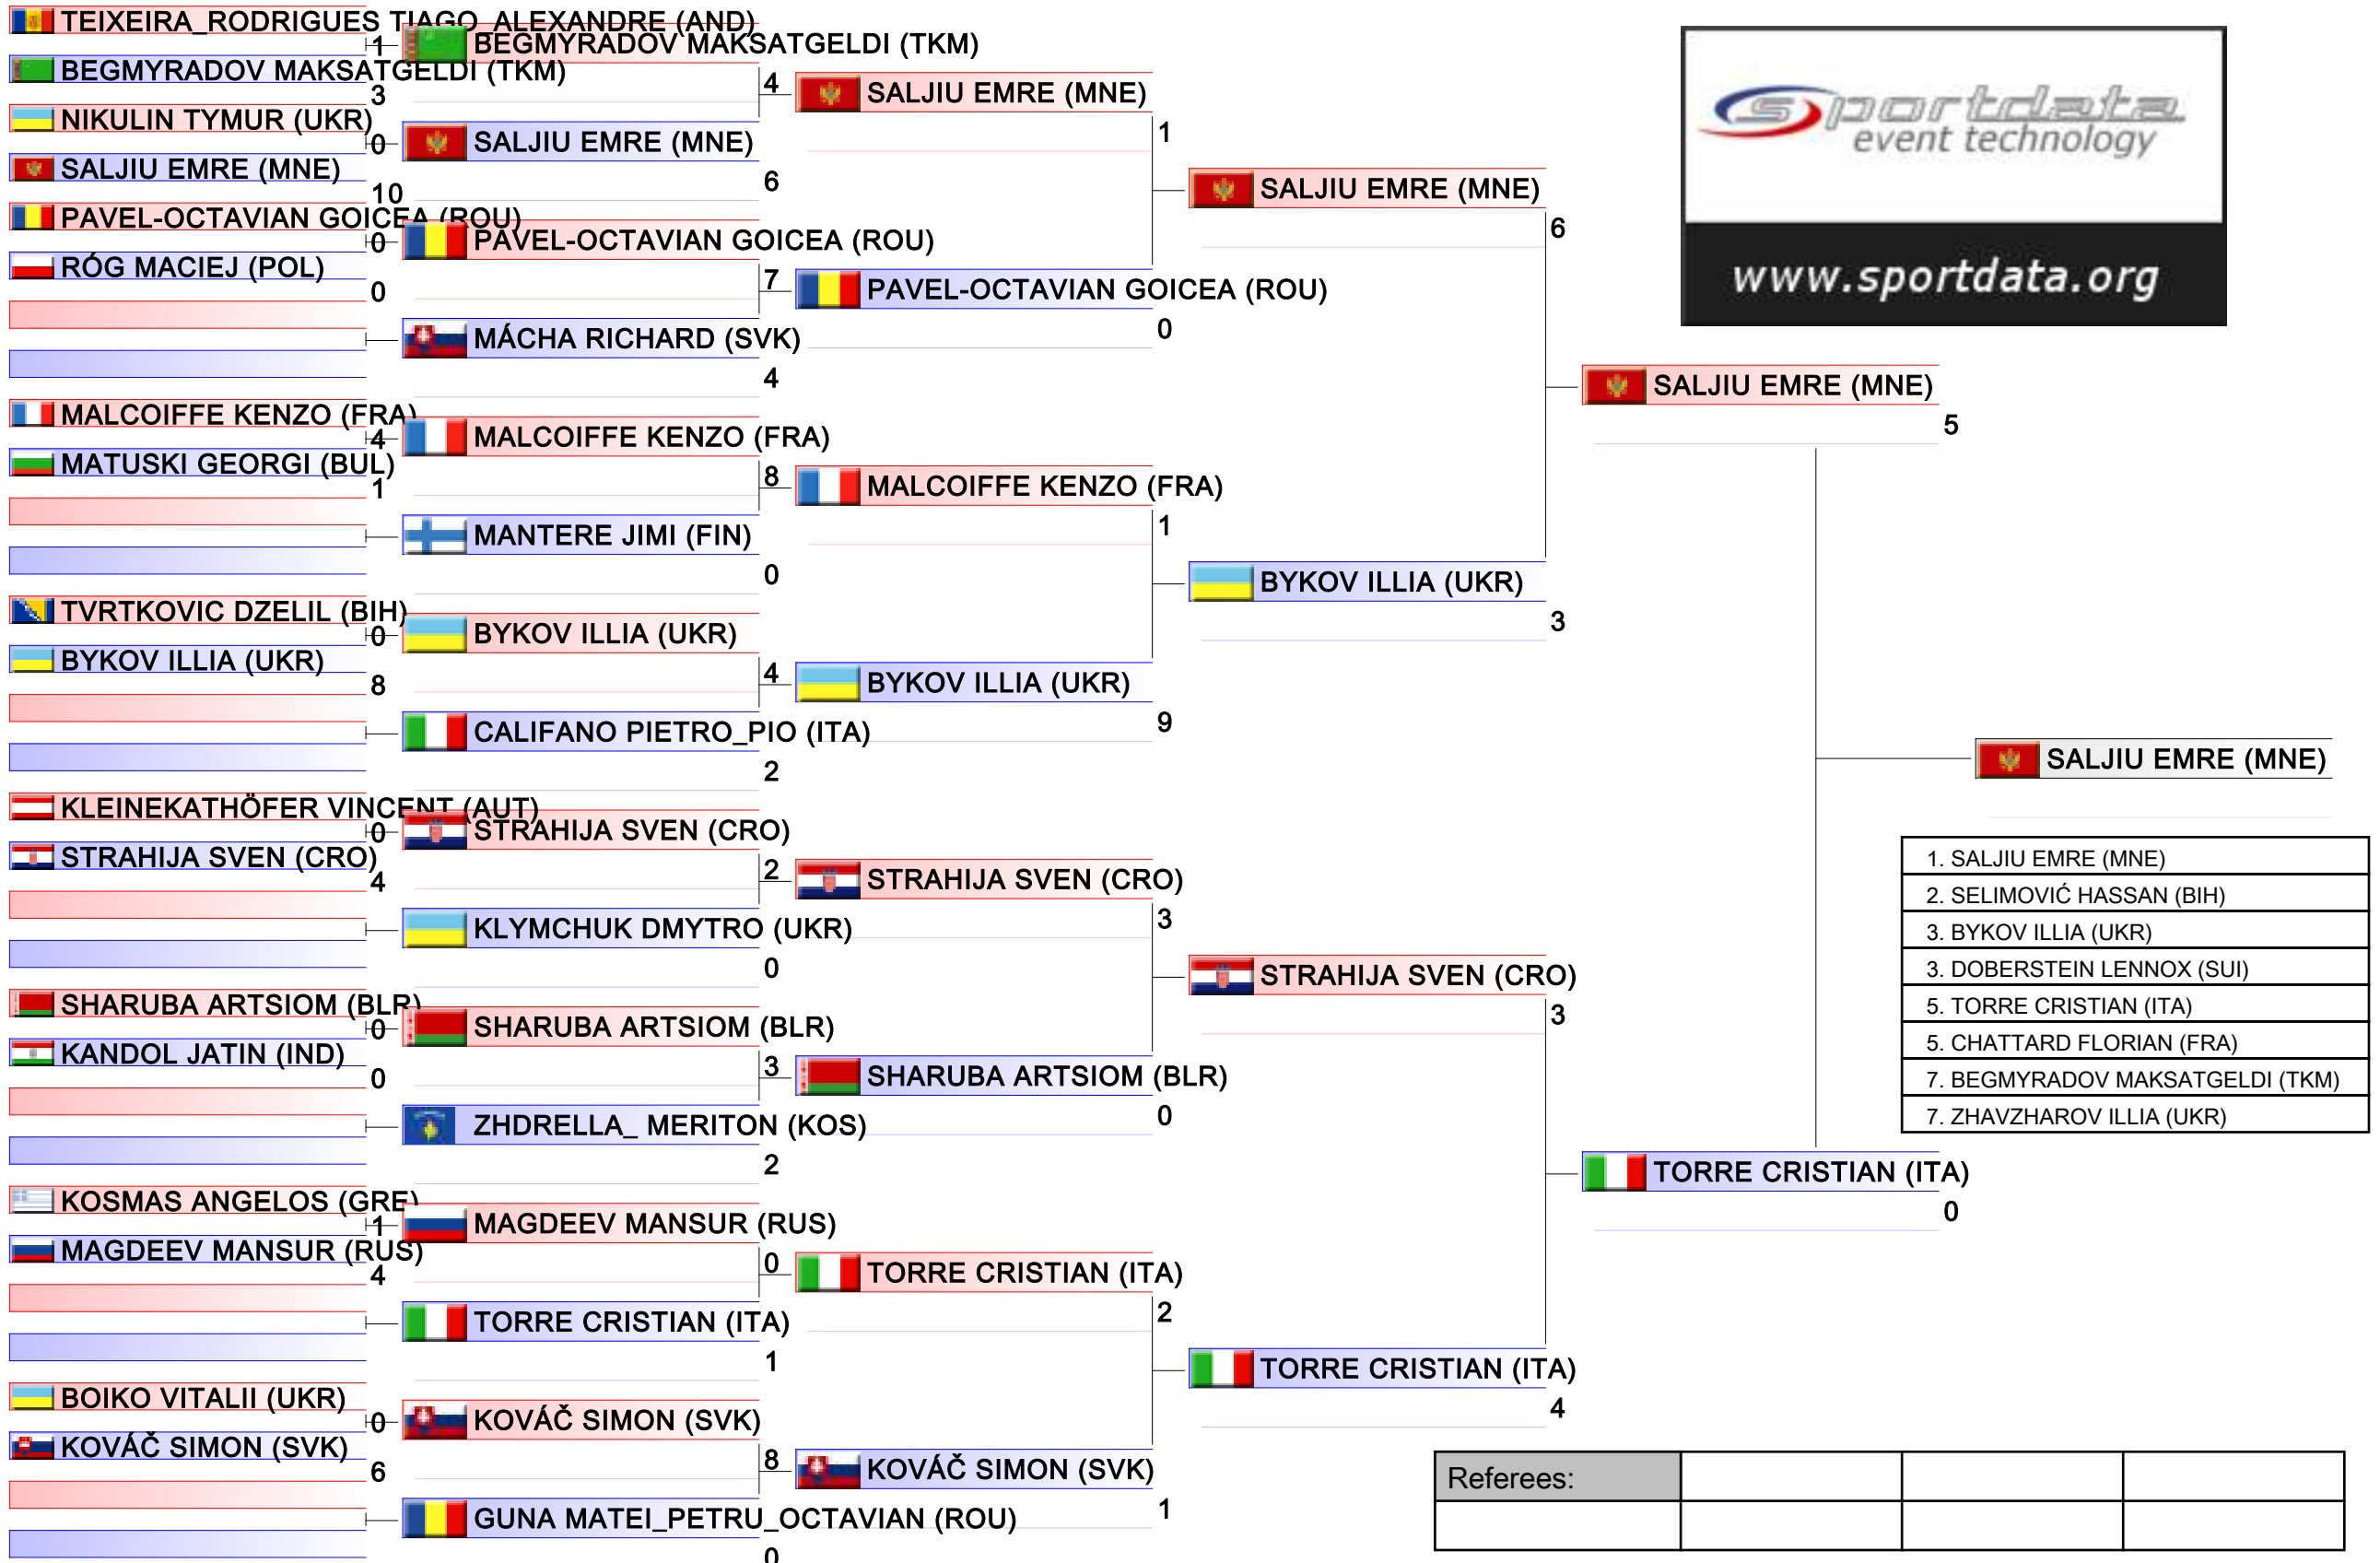 TEIXEIRA_RODRIGUES TIAGO_ALEXANDRE (AND)
1
BEGMYRADOV MAKSATGELDI (TKM)
3
NIKULIN TYMUR (UKR)
0
SALJIU EMRE (MNE)
10
PAVEL-OCTAVIAN GOICEA (ROU)
0
RÓG MACIEJ (POL)
0
MALCOIFFE KENZO (FRA)
4
MATUSKI GEORGI (BUL)
1
TVRTKOVIC DZELIL (BIH)
0
BYKOV ILLIA (UKR)
8
KLEINEKATHÖFER VINCENT (AUT)
0
STRAHIJA SVEN (CRO)
4
SHARUBA ARTSIOM (BLR)
0
KANDOL JATIN (IND)
0
KOSMAS ANGELOS (GRE)
1
MAGDEEV MANSUR (RUS)
4
BOIKO VITALII (UKR)
0
KOVÁČ SIMON (SVK)
6
BEGMYRADOV MAKSATGELDI (TKM)
4
SALJIU EMRE (MNE)
6
PAVEL-OCTAVIAN GOICEA (ROU)
7
MÁCHA RICHARD (SVK)
4
MALCOIFFE KENZO (FRA)
8
MANTERE JIMI (FIN)
0
BYKOV ILLIA (UKR)
4
CALIFANO PIETRO_PIO (ITA)
2
STRAHIJA SVEN (CRO)
2
KLYMCHUK DMYTRO (UKR)
0
SHARUBA ARTSIOM (BLR)
3
ZHDRELLA_ MERITON (KOS)
2
MAGDEEV MANSUR (RUS)
0
TORRE CRISTIAN (ITA)
1
KOVÁČ SIMON (SVK)
8
GUNA MATEI_PETRU_OCTAVIAN (ROU)
0
SALJIU EMRE (MNE)
1
PAVEL-OCTAVIAN GOICEA (ROU)
0
MALCOIFFE KENZO (FRA)
1
BYKOV ILLIA (UKR)
9
STRAHIJA SVEN (CRO)
3
SHARUBA ARTSIOM (BLR)
0
TORRE CRISTIAN (ITA)
2
KOVÁČ SIMON (SVK)
1
SALJIU EMRE (MNE)
6
BYKOV ILLIA (UKR)
3
STRAHIJA SVEN (CRO)
3
TORRE CRISTIAN (ITA)
4
SALJIU EMRE (MNE)
5
TORRE CRISTIAN (ITA)
0
SALJIU EMRE (MNE)
sportdata
event technology
www.sportdata.org
1. SALJIU EMRE (MNE)
2. SELIMOVIĆ HASSAN (BIH)
3. BYKOV ILLIA (UKR)
3. DOBERSTEIN LENNOX (SUI)
5. TORRE CRISTIAN (ITA)
5. CHATTARD FLORIAN (FRA)
7. BEGMYRADOV MAKSATGELDI (TKM)
7. ZHAVZHAROV ILLIA (UKR)
Referees: